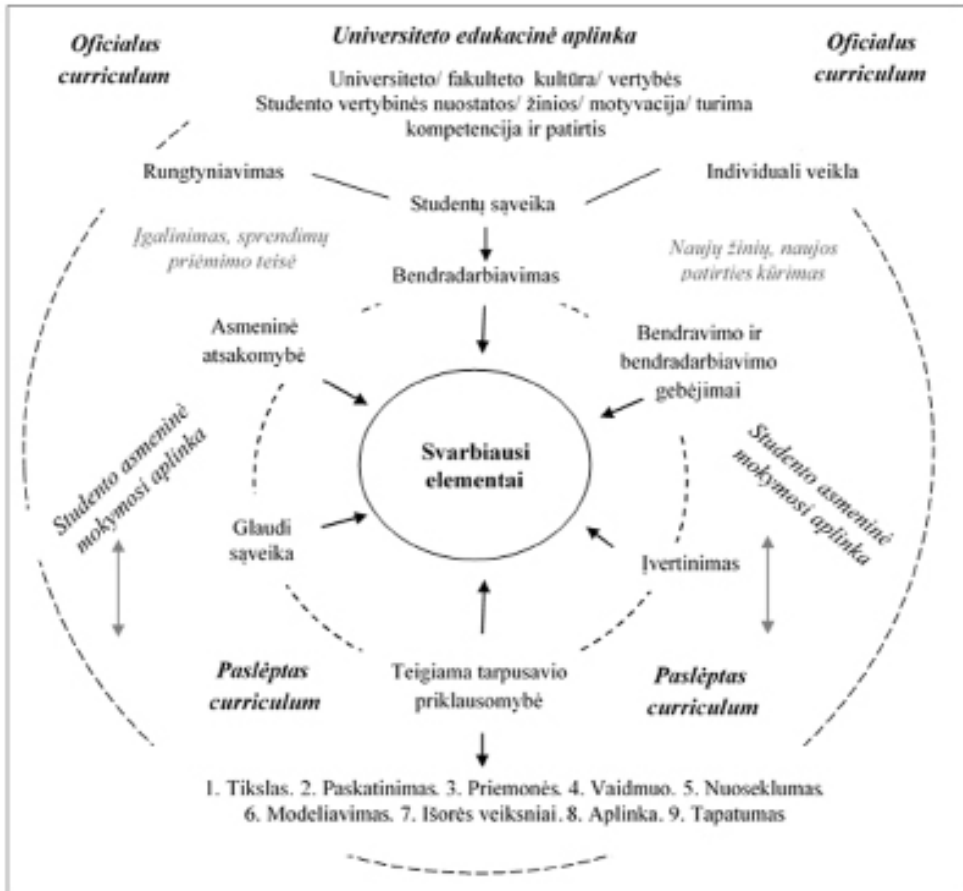 Oficialus
curriculum
Universiteto edukacinė aplinka
Oficialus
curriculum
Universiteto/ fakulteto kultūra/ vertybės
Studento vertybinės nuostatos/ žinios/ motyvacija/ turima
kompetencija ir patirtis
Rungtyniavimas
Individuali veikla
Studentų sąveika
Įgalinimas, sprendimų
priėmimo teisė
Naujų žinių, naujos
patirties kūrimas
Bendradarbiavimas
Asmeninė
atsakomybė
Bendravimo ir
bendradarbiavimo
gebėjimai
Svarbiausi
elementai
Studento asmeninė
mokymosi aplinka
Studento asmeninė
mokymosi aplinka
Glaudi
sąveika
Įvertinimas
Paslėptas
curriculum
Teigiama tarpusavio
priklausomybė
Paslėptas
curriculum
1. Tikslas. 2. Paskatinimas. 3. Priemonės. 4. Vaidmuo. 5. Nuoseklumas.
6. Modeliavimas. 7. Išorės veiksniai. 8. Aplinka. 9. Tapatumas